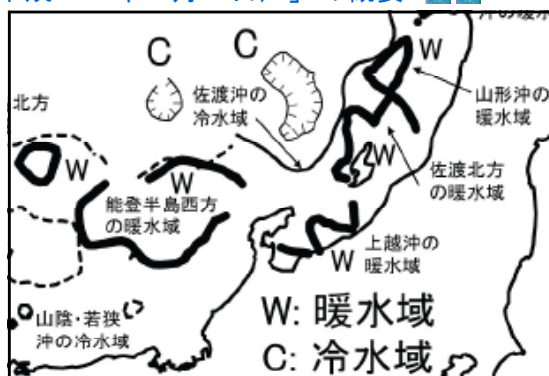 沖の暖水
C
C
W
佐渡沖の
冷水域
山形沖の
暖水域
北方
W
W
W
佐渡北方
の暖水域
能登半島西方
の暖水域
上越沖の
暖水域
W
山陰・若狭
沖の冷水域
W: 暖水域
C: 冷水域